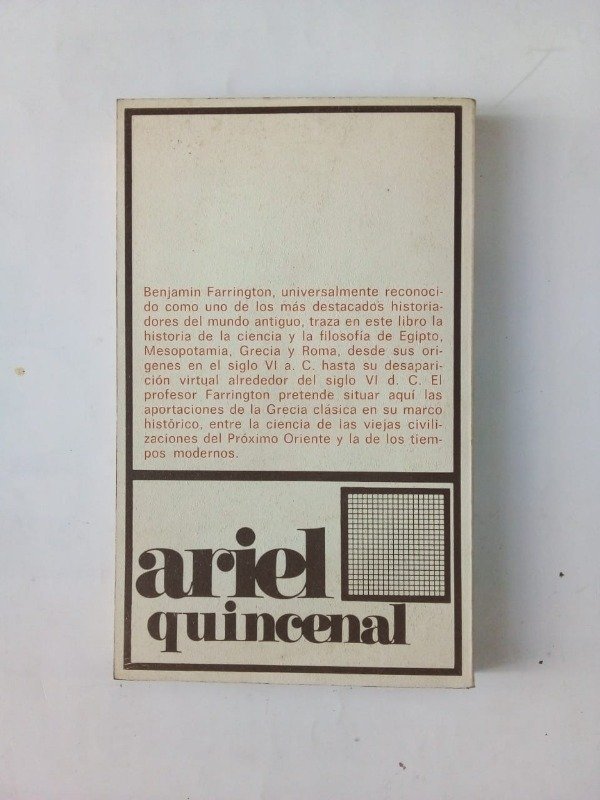 Benjamin Farrington, universalmente reconoci-
do como uno de los más destacados historia-
dores del mundo antiguo, traza en este libro la
historia de la ciencia y la filosofía de Egipto,
Mesopotamia, Grecia y Roma, desde sus orí-
genes en el siglo VI a. C. hasta su desapari-
ción virtual alrededor del siglo VI d. C. El
profesor Farrington pretende situar aquí las
aportaciones de la Grecia clásica en su marco
histórico, entre la ciencia de las viejas civili-
zaciones del Próximo Oriente y la de los tiem-
pos modernos.
ariel
quincenal